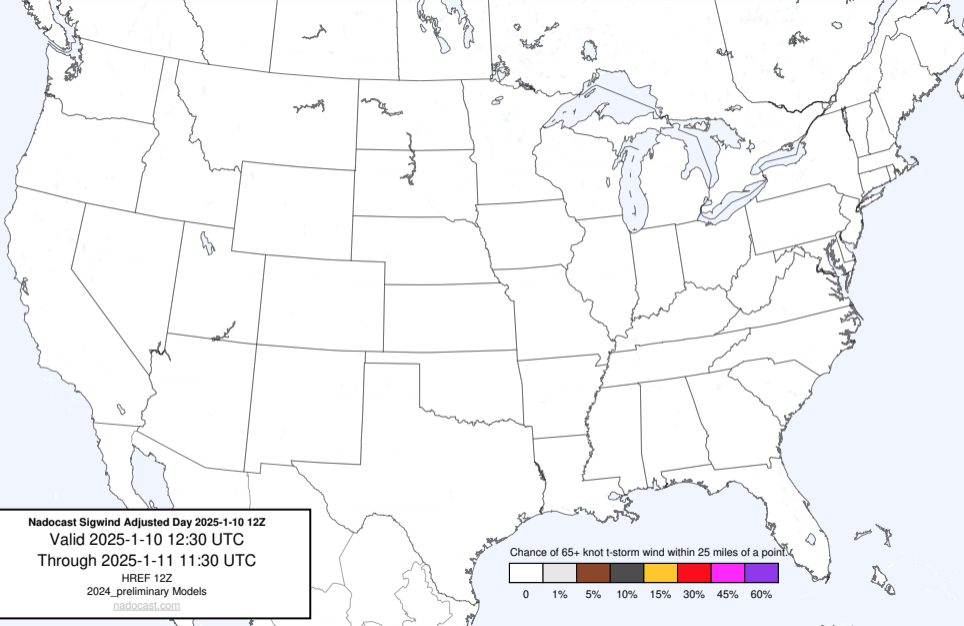 Nadocast Sigwind Adjusted Day 2025-1-10 12Z
Valid 2025-1-10 12:30 UTC
Through 2025-1-11 11:30 UTC
HREF 12Z
2024_preliminary Models
nadocast.com
Chance of 65+ knot t-storm wind within 25 miles of a point.
0 1% 5% 10% 15% 30% 45% 60%